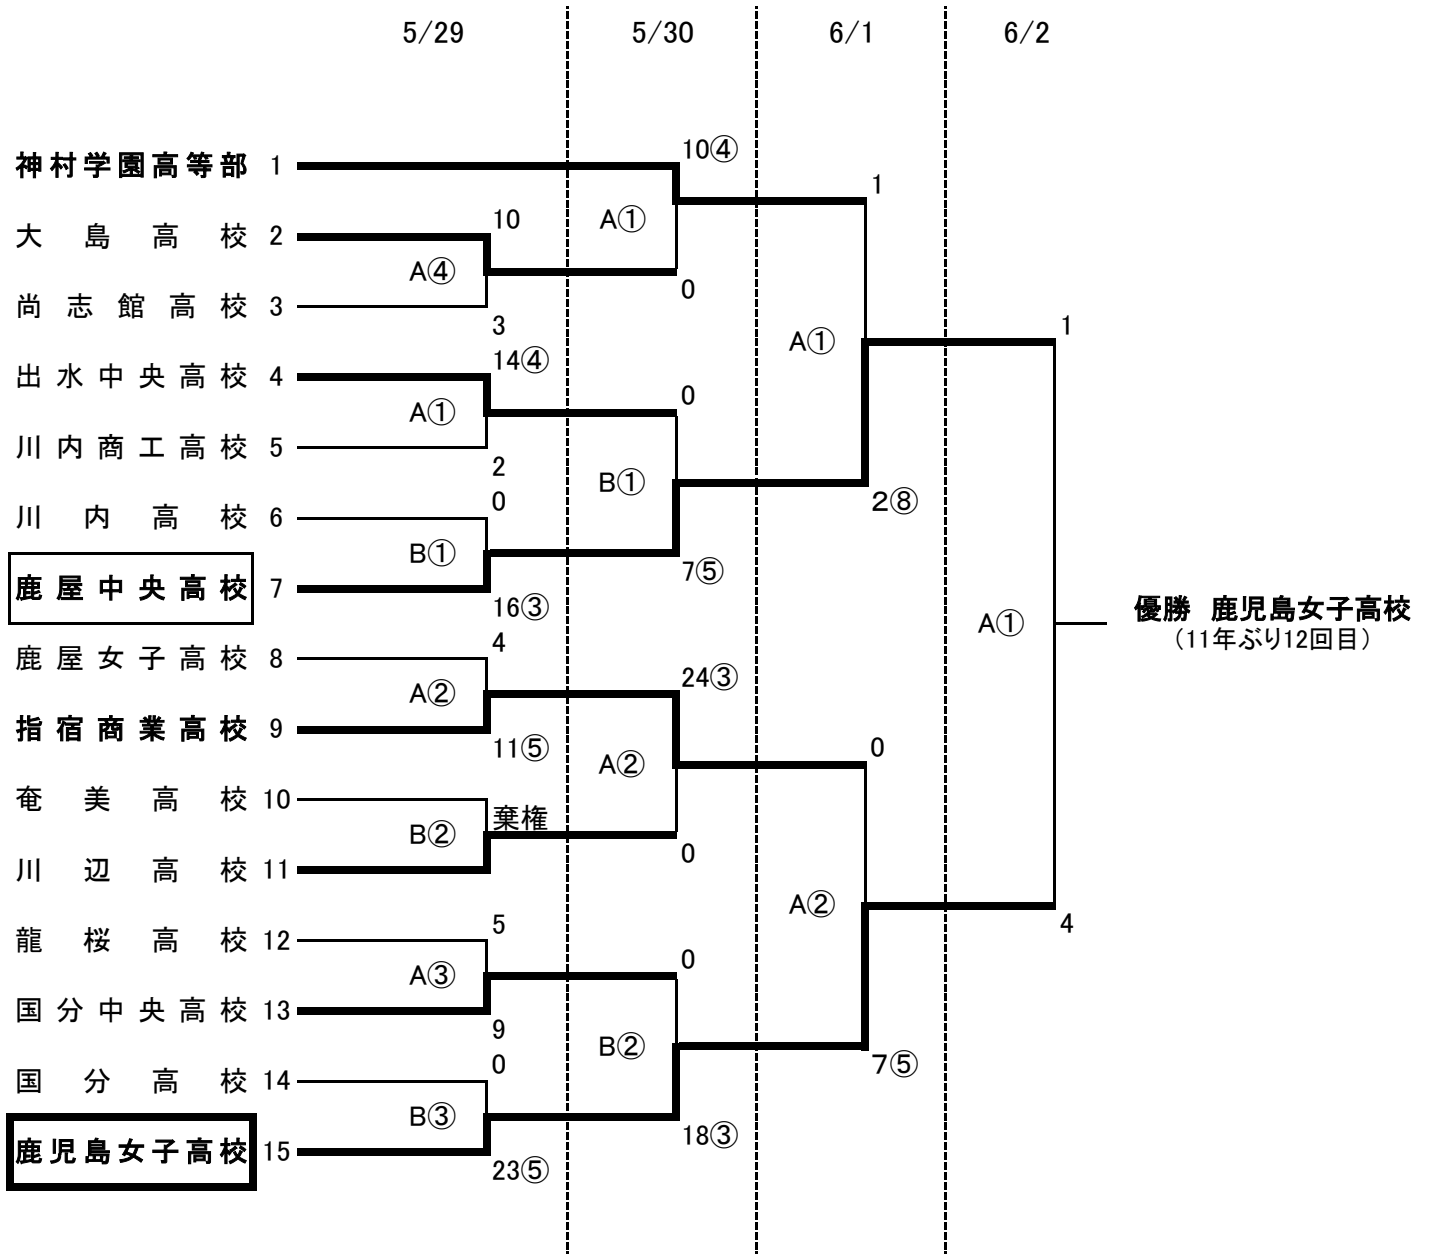 5/29 5/30 6/1 6/2
10④
神村学園高等部 1
1
10
A①
大島高校 2
A④
0
尚志館高校 3
3
1
14④
A①
出水中央高校 4
0
A①
川内商工高校 5
2
B①
0
2⑧
川内高校 6
B①
7⑤
鹿屋中央高校 7
16③
優勝 鹿児島女子高校
A①
(11年ぶり12回目)
4
鹿屋女子高校 8
24③
A②
指宿商業高校 9
11⑤
0
A②
奄美高校 10
棄権
B②
0
川辺高校 11
A②
5
4
龍桜高校 12
0
A③
国分中央高校 13
9
B②
0
7⑤
国分高校 14
B③
18③
鹿児島女子高校 15
23⑤